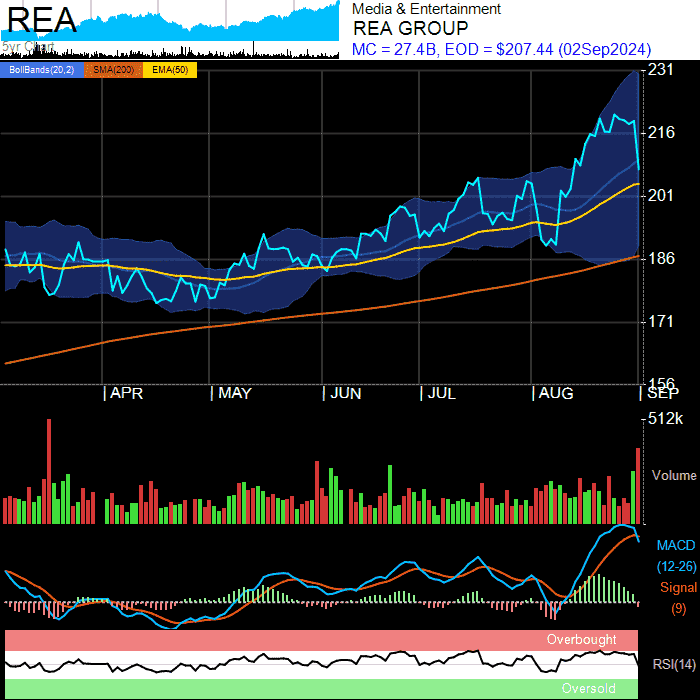 REA
5yr Chart
Media & Entertainment
REA GROUP
MC = 27.4B, EOD = $207.44 (02Sep2024)
BollBands(20,2) SMA(200) EMA(50)
231
216
201
186
171
156
APR MAY JUN JUL AUG SEP
512k
Volume
MACD
(12-26)
Signal
(9)
Overbought
RSI(14)
Oversold